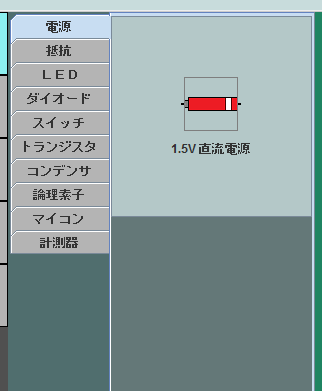 電源
抵抗
ＬＥＤ
ダイオード
スイッチ
トランジスタ
コンデンサ
論理素子
マイコン
計測器
1.5V 直流電源